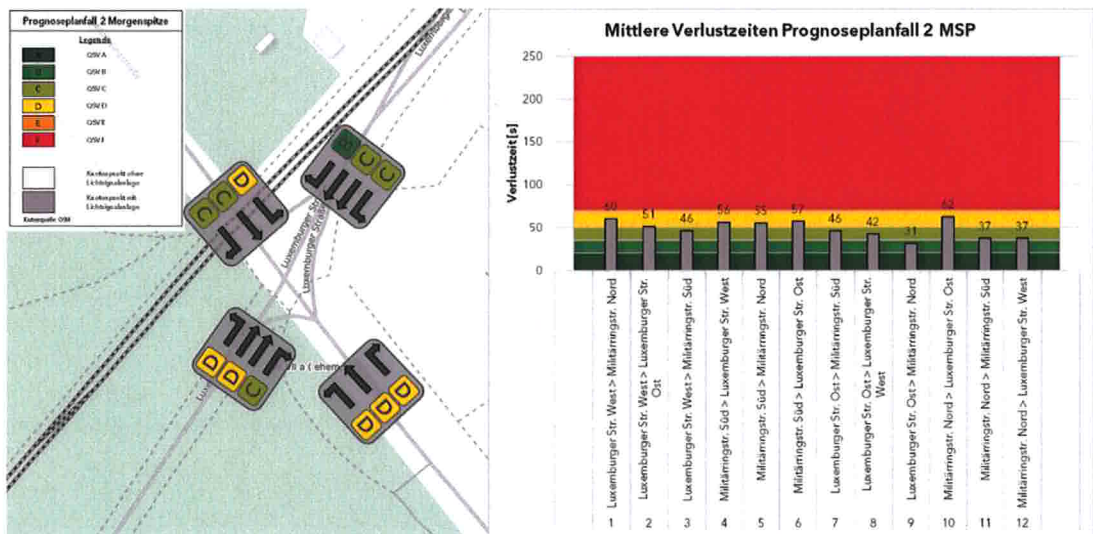 Prognoseplanfall 2 Morgenspitze
Legende
QSV A
B
QSV B
C
QSV C
D
QSV D
E
QSV E
F
QSV F
Knotenpunkt ohne
Lichtsignalanlage
Knotenpunkt mit
Lichtsignalanlage
Kartenquelle: OSM
Luxemburger
B
C
C
D
C
C
Luxemburger Straße
Luxemburger Straße
D
D
C
D
D
D
Mittlere Verlustzeiten Prognoseplanfall 2 MSP
Verlustzeit [s]
250
200
150
100
50
0
60
51
46
56
55
57
46
42
31
62
37
37
Luxemburger Str. West > Militärringstr. Nord
Luxemburger Str. West > Luxemburger Str.
Ost
Luxemburger Str. West > Militärringstr. Süd
Militärringstr. Süd > Luxemburger Str. West
Militärringstr. Süd > Militärringstr. Nord
Militärringstr. Süd > Luxemburger Str. Ost
Luxemburger Str. Ost > Militärringstr. Süd
Luxemburger Str. Ost > Luxemburger Str.
West
Luxemburger Str. Ost > Militärringstr. Nord
Militärringstr. Nord > Luxemburger Str. Ost
Militärringstr. Nord > Militärringstr. Süd
Militärringstr. Nord > Luxemburger Str. West
1
2
3
4
5
6
7
8
9
10
11
12